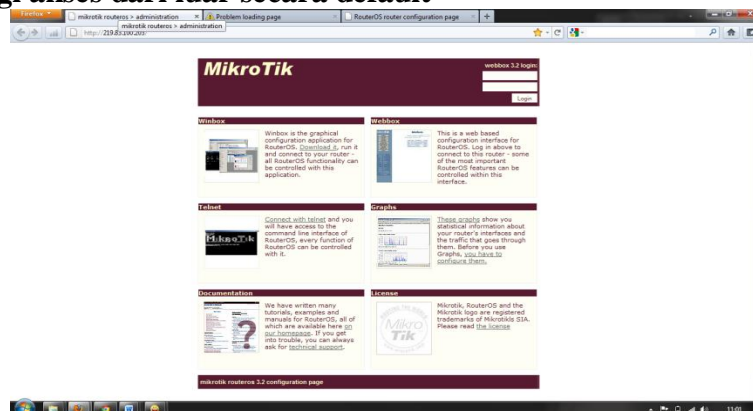 akses dari luar secara default
Firefox
mikrotik routeros > administration
Problem loading page
RouterOS router configuration page
mikrotik routeros > administration
MikroTik
webbox 3.2 login:
Login
Winbox
Winbox is the graphical
configuration application for
RouterOS. Download it, run it
and connect to your router -
all RouterOS functionality can
be controlled with this
application.
Webbox
This is a web based
configuration interface for
RouterOS. Log in above to
connect to this router - some
of the most important
RouterOS features can be
controlled within this
interface.
Telnet
Connect with telnet and you
will have access to the
command line interface of
RouterOS, every function of
RouterOS can be controlled
with it.
Graphs
These graphs show you
statistical information about
your router's interfaces and
the traffic that goes through
them. Before you use
Graphs, you have to
configure them.
Documentation
We have written many
tutorials, examples and
manuals for RouterOS, all of
which are available here on
our homepage. If you get
into trouble, you can always
ask for technical support.
License
Mikro
Tik
Mikrotik, RouterOS and the
Mikrotik logo are registered
trademarks of Mikrotikls SIA.
Please read the license
mikrotik routeros 3.2 configuration page
11:01